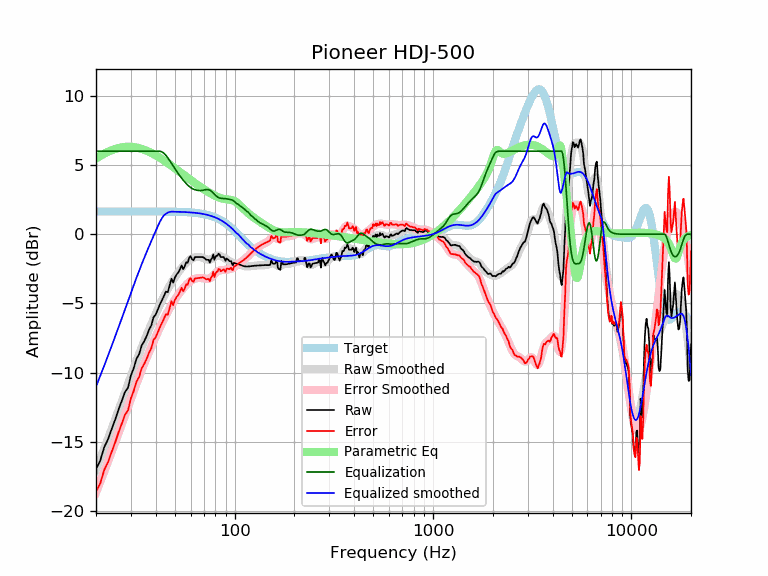 Pioneer HDJ-500
Amplitude (dBr)
10
5
0
−5
−10
−15
−20
Target
Raw Smoothed
Error Smoothed
Raw
Error
Parametric Eq
Equalization
Equalized smoothed
100
1000
10000
Frequency (Hz)